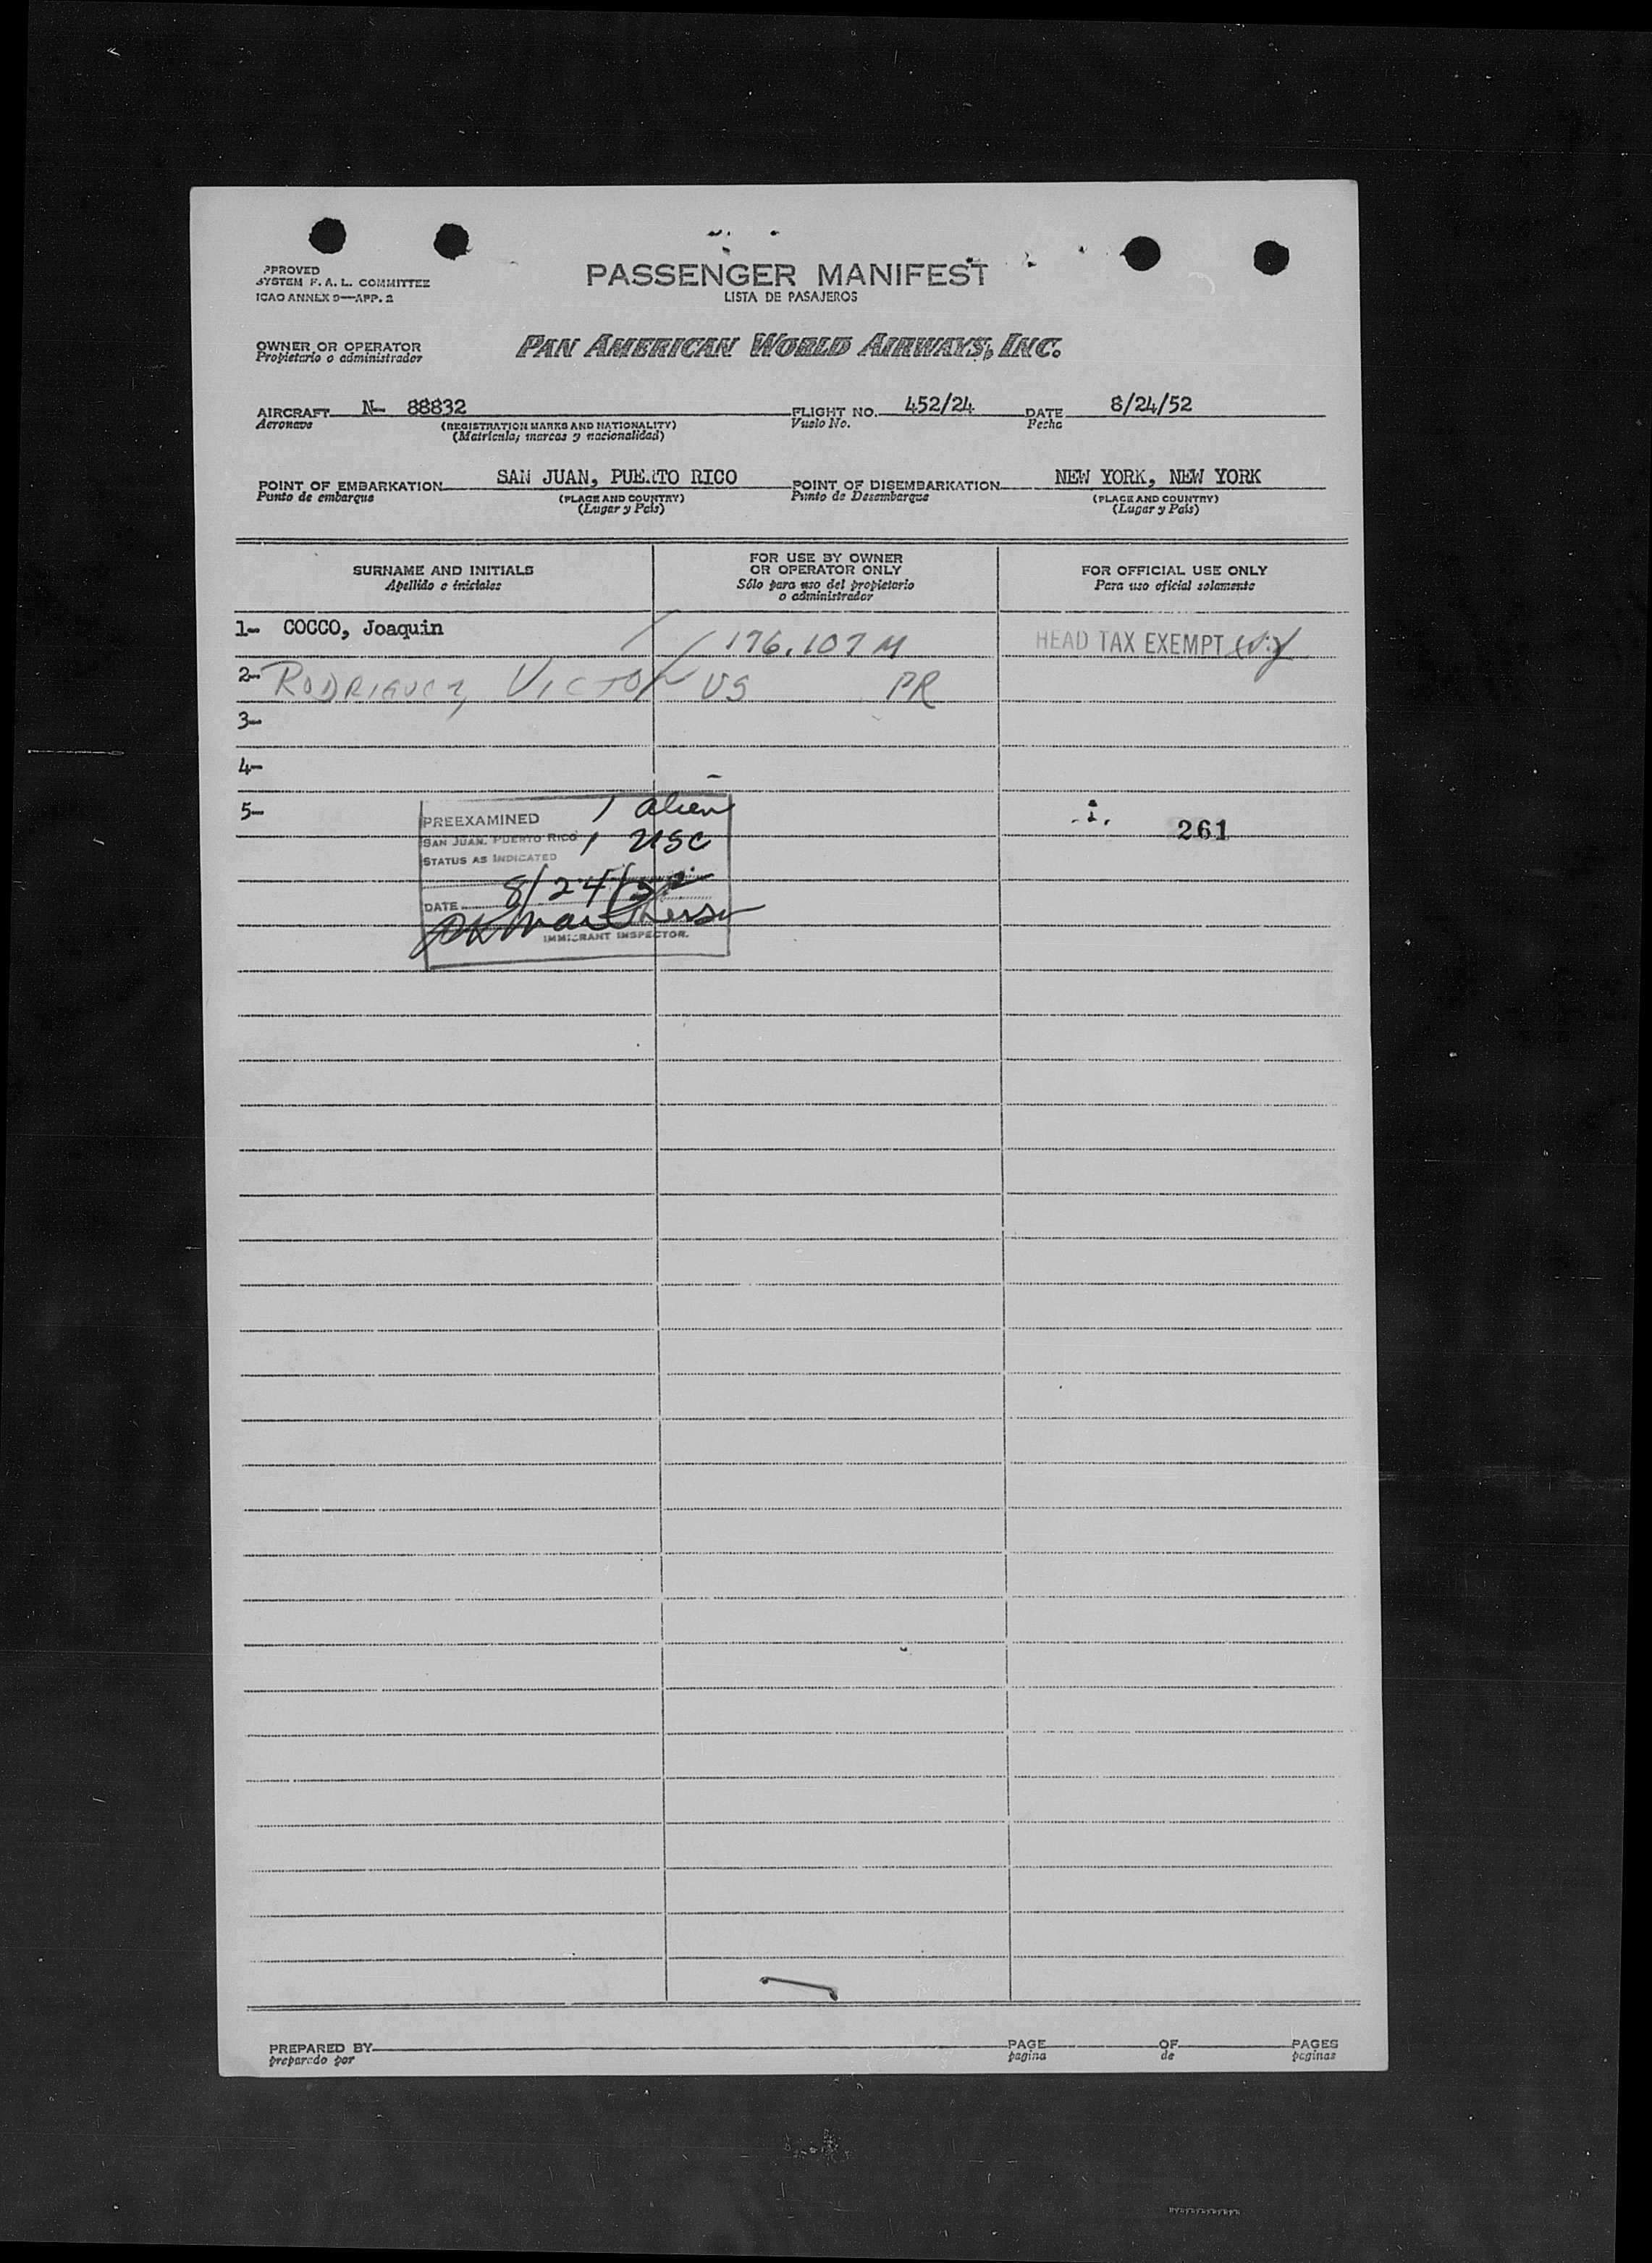 PPROVED
SYSTEM F. A. L. COMMITTEE
ICAO ANNEX 9—APP. 2
PASSENGER MANIFEST
LISTA DE PASAJEROS
OWNER OR OPERATOR
Propietario o administrador
PAN AMERICAN WORLD AIRWAYS, INC.
AIRCRAFT N- 88832 FLIGHT NO. 452/24 DATE 8/24/52
Aeronave (REGISTRATION MARKS AND NATIONALITY) Vuelo No. Fecha
(Matrícula; marcas y nacionalidad)
POINT OF EMBARKATION SAN JUAN, PUERTO RICO POINT OF DISEMBARKATION NEW YORK, NEW YORK
Punto de embarque (PLACE AND COUNTRY) Punto de Desembarque (PLACE AND COUNTRY)
(Lugar y País) (Lugar y País)
SURNAME AND INITIALS
Apellido e iniciales
FOR USE BY OWNER
OR OPERATOR ONLY
Sólo para uso del propietario
o administrador
FOR OFFICIAL USE ONLY
Para uso oficial solamente
1- COCCO, Joaquin 176.107 M HEAD TAX EXEMPT
2- RODRIGUEZ, VICTOR US PR
3-
4-
5-
PREEXAMINED 1 alien
SAN JUAN, PUERTO RICO 1 USC
STATUS AS INDICATED
DATE 8/24/52
IMMIGRANT INSPECTOR.
261
PREPARED BY PAGE OF PAGES
preparado por pagina de paginas